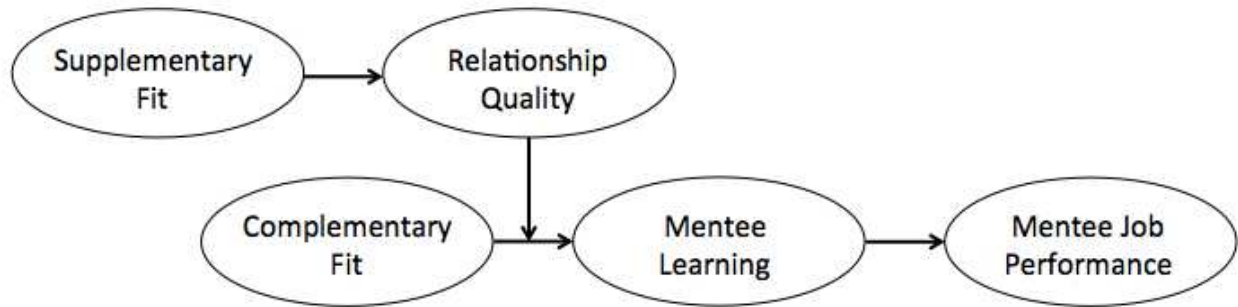 Supplementary
Fit
Relationship
Quality
Complementary
Fit
Mentee
Learning
Mentee Job
Performance